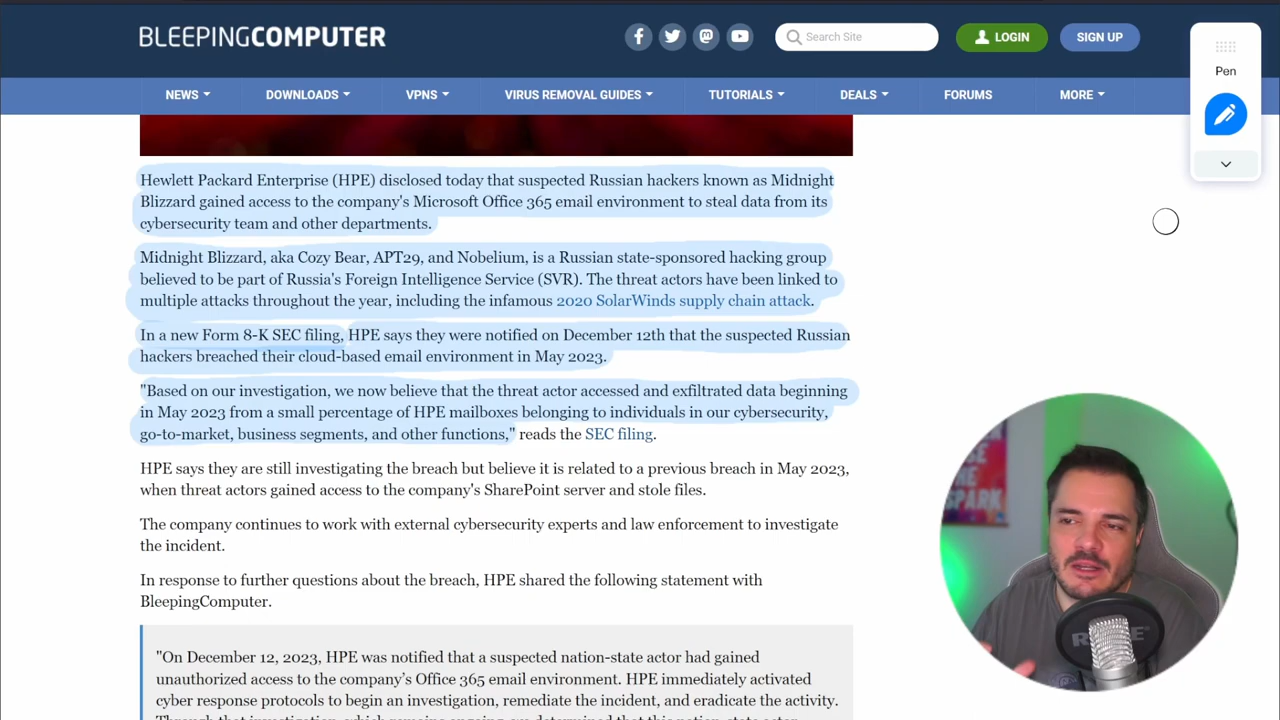 BLEEPINGCOMPUTER
Search Site
LOGIN
SIGN UP
Pen
NEWS
DOWNLOADS
VPNS
VIRUS REMOVAL GUIDES
TUTORIALS
DEALS
FORUMS
MORE
Hewlett Packard Enterprise (HPE) disclosed today that suspected Russian hackers known as Midnight
Blizzard gained access to the company's Microsoft Office 365 email environment to steal data from its
cybersecurity team and other departments.
Midnight Blizzard, aka Cozy Bear, APT29, and Nobelium, is a Russian state-sponsored hacking group
believed to be part of Russia's Foreign Intelligence Service (SVR). The threat actors have been linked to
multiple attacks throughout the year, including the infamous 2020 SolarWinds supply chain attack.
In a new Form 8-K SEC filing, HPE says they were notified on December 12th that the suspected Russian
hackers breached their cloud-based email environment in May 2023.
"Based on our investigation, we now believe that the threat actor accessed and exfiltrated data beginning
in May 2023 from a small percentage of HPE mailboxes belonging to individuals in our cybersecurity,
go-to-market, business segments, and other functions," reads the SEC filing.
HPE says they are still investigating the breach but believe it is related to a previous breach in May 2023,
when threat actors gained access to the company's SharePoint server and stole files.
The company continues to work with external cybersecurity experts and law enforcement to investigate
the incident.
In response to further questions about the breach, HPE shared the following statement with
BleepingComputer.
"On December 12, 2023, HPE was notified that a suspected nation-state actor had gained
unauthorized access to the company's Office 365 email environment. HPE immediately activated
cyber response protocols to begin an investigation, remediate the incident, and eradicate the activity.
THE
SPARK